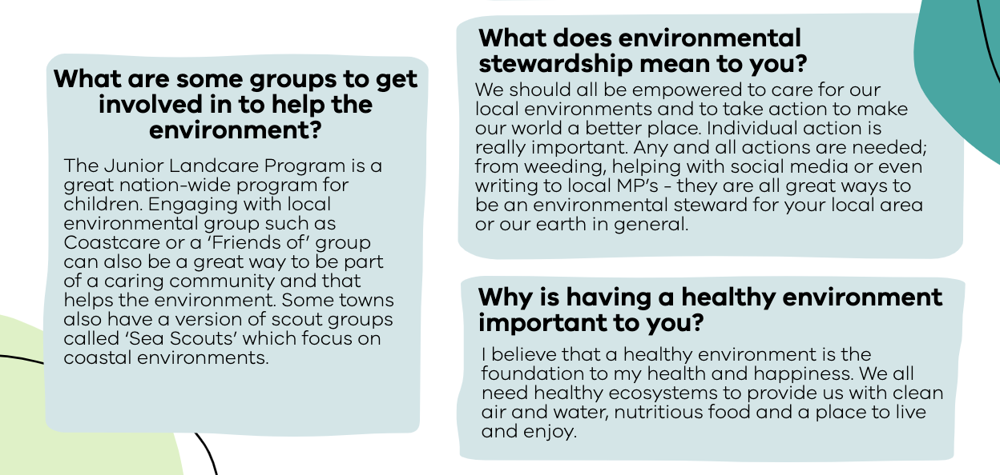 What are some groups to get
involved in to help the
environment?
The Junior Landcare Program is a
great nation-wide program for
children. Engaging with local
environmental group such as
Coastcare or a ‘Friends of’ group
can also be a great way to be part
of a caring community and that
helps the environment. Some towns
also have a version of scout groups
called ‘Sea Scouts’ which focus on
coastal environments.
What does environmental
stewardship mean to you?
We should all be empowered to care for our
local environments and to take action to make
our world a better place. Individual action is
really important. Any and all actions are needed;
from weeding, helping with social media or even
writing to local MP’s - they are all great ways to
be an environmental steward for your local area
or our earth in general.
Why is having a healthy environment
important to you?
I believe that a healthy environment is the
foundation to my health and happiness. We all
need healthy ecosystems to provide us with clean
air and water, nutritious food and a place to live
and enjoy.